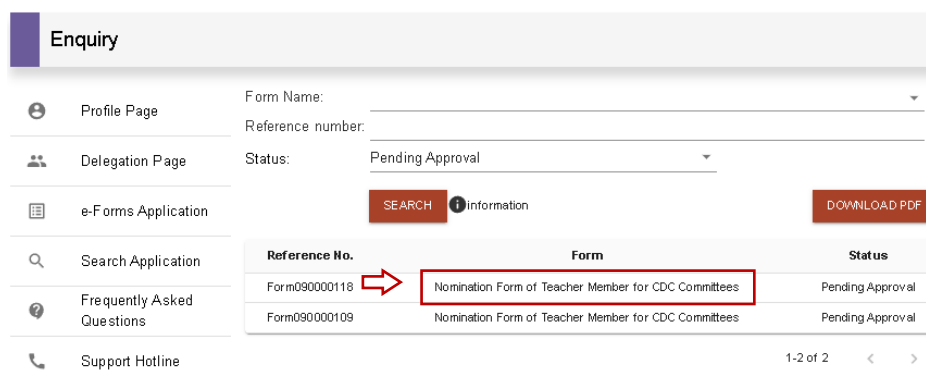 Enquiry
Profile Page
Delegation Page
e-Forms Application
Search Application
Frequently Asked
Questions
Support Hotline
Form Name:
Reference number:
Status: Pending Approval
SEARCH information DOWNLOAD PDF
Reference No. Form Status
Form090000118 Nomination Form of Teacher Member for CDC Committees Pending Approval
Form090000109 Nomination Form of Teacher Member for CDC Committees Pending Approval
1-2 of 2